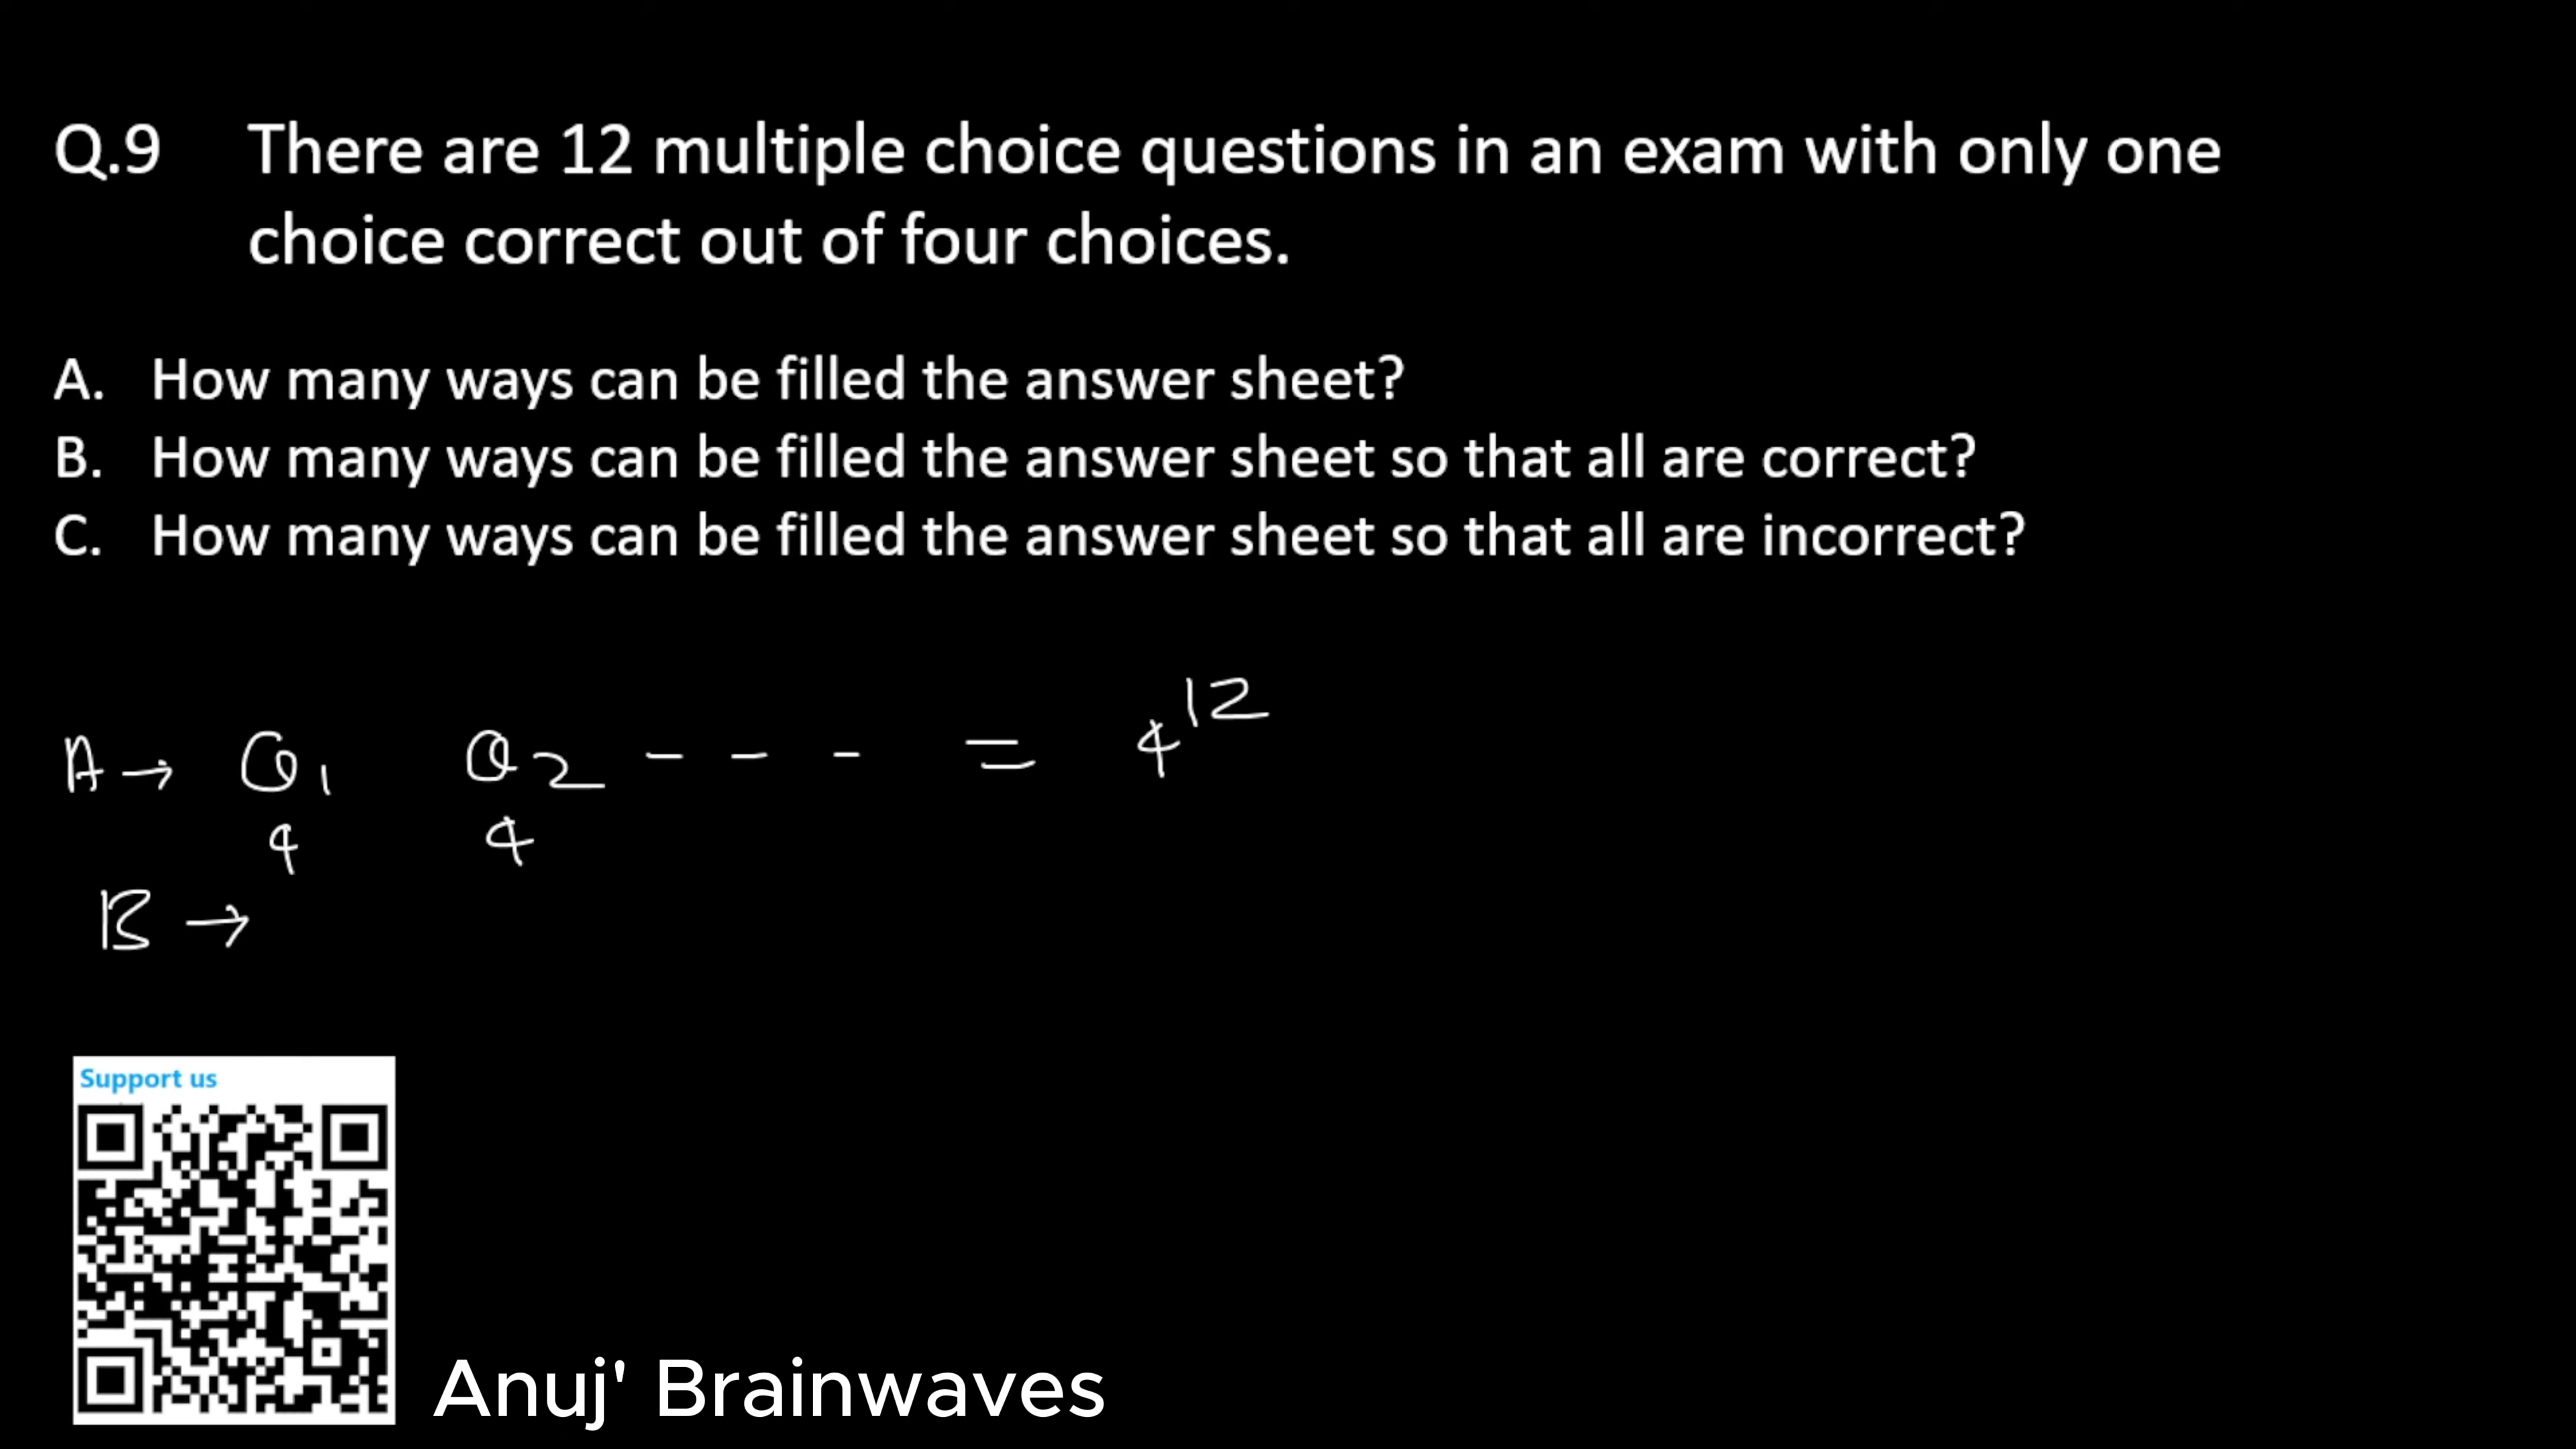 Q.9 There are 12 multiple choice questions in an exam with only one
choice correct out of four choices.
A. How many ways can be filled the answer sheet?
B. How many ways can be filled the answer sheet so that all are correct?
C. How many ways can be filled the answer sheet so that all are incorrect?
A → Q1 Q2 - - - = 4^12
4 4
B →
Support us
Anuj' Brainwaves